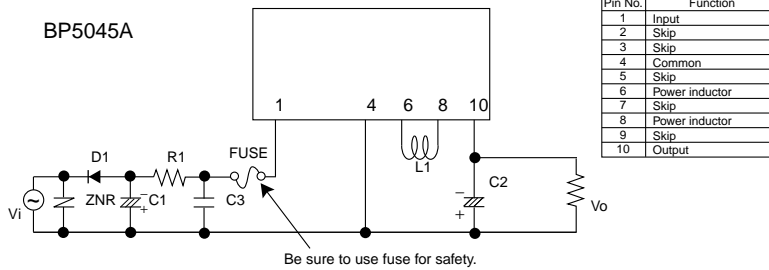 BP5045A
1 4 6 8 10
L1
D1 R1 FUSE
Vi ~ ZNR − + C1 C3
− + C2 Vo
Be sure to use fuse for safety.
Pin No. Function
1 Input
2 Skip
3 Skip
4 Common
5 Skip
6 Power inductor
7 Skip
8 Power inductor
9 Skip
10 Output